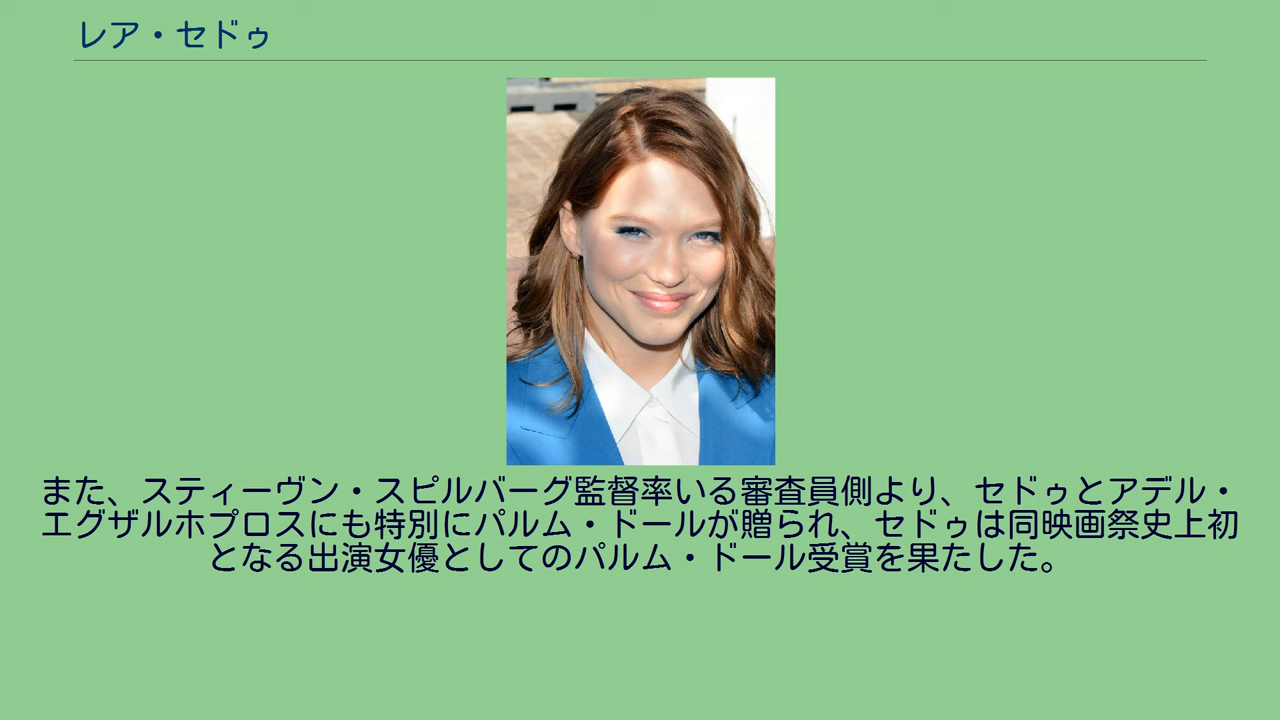 レア・セドゥ
また、スティーヴン・スピルバーグ監督率いる審査員側より、セドゥとアデル・
エグザルホプロスにも特別にパルム・ドールが贈られ、セドゥは同映画祭史上初
となる出演女優としてのパルム・ドール受賞を果たした。